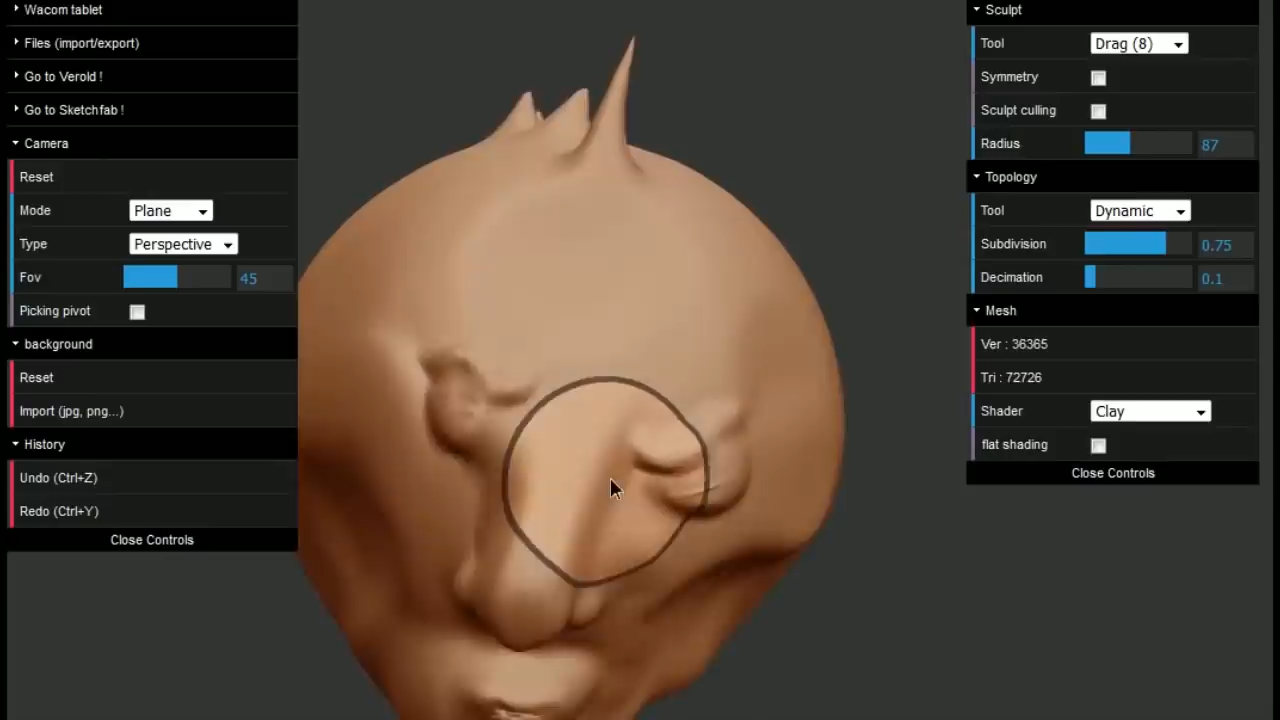 Wacom tablet
Files (import/export)
Go to Verold !
Go to Sketchfab !
Camera
Reset
Mode Plane
Type Perspective
Fov 45
Picking pivot
background
Reset
Import (jpg, png...)
History
Undo (Ctrl+Z)
Redo (Ctrl+Y)
Close Controls
Sculpt
Tool Drag (8)
Symmetry
Sculpt culling
Radius 87
Topology
Tool Dynamic
Subdivision 0.75
Decimation 0.1
Mesh
Ver : 36365
Tri : 72726
Shader Clay
flat shading
Close Controls